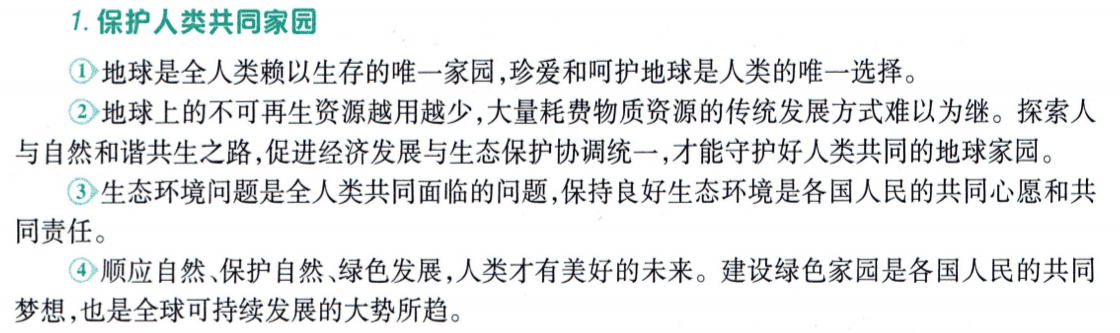 1. 保护人类共同家园
①地球是全人类赖以生存的唯一家园,珍爱和呵护地球是人类的唯一选择。
②地球上的不可再生资源越用越少,大量耗费物质资源的传统发展方式难以为继。探索人
与自然和谐共生之路,促进经济发展与生态保护协调统一,才能守护好人类共同的地球家园。
③生态环境问题是全人类共同面临的问题,保持良好生态环境是各国人民的共同心愿和共
同责任。
④顺应自然、保护自然、绿色发展,人类才有美好的未来。建设绿色家园是各国人民的共同
梦想,也是全球可持续发展的大势所趋。